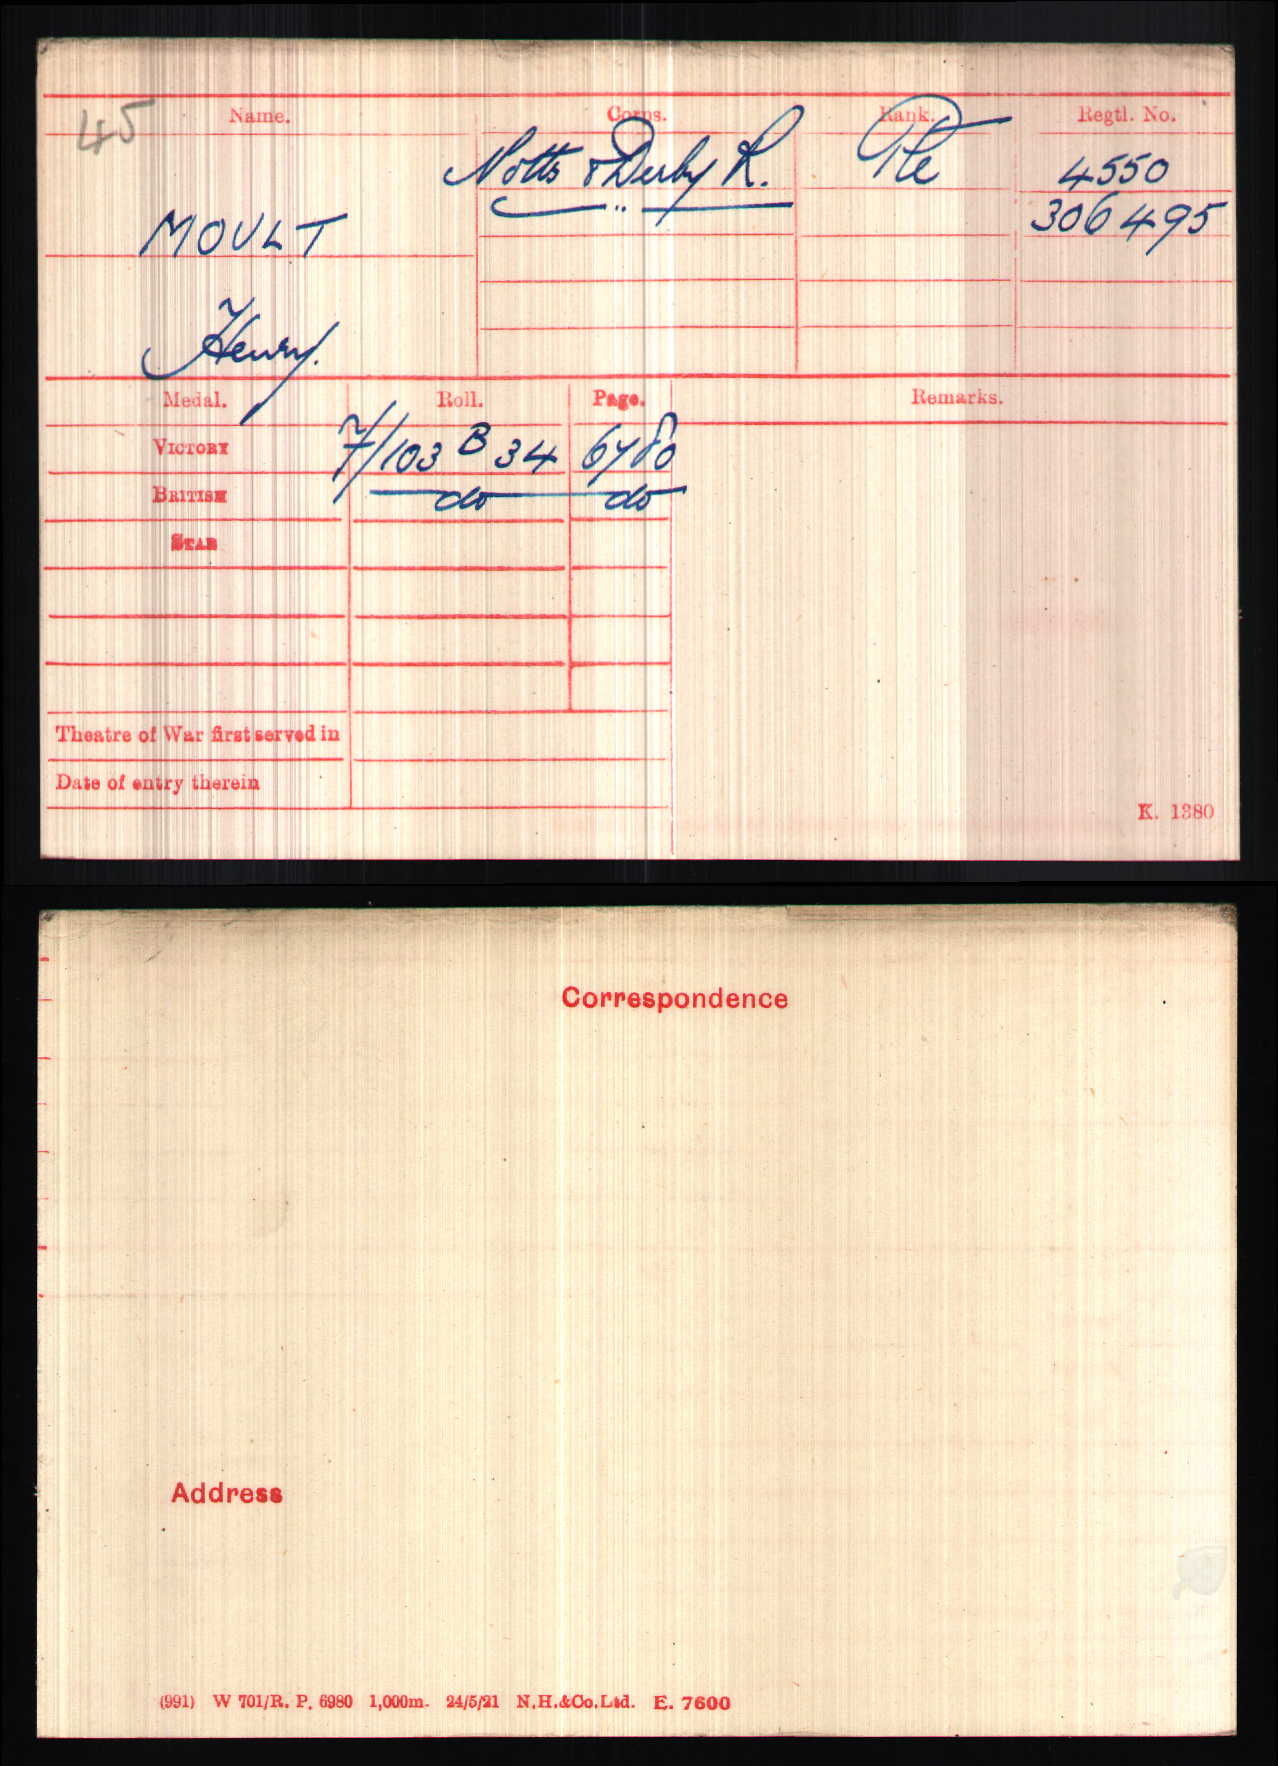 45
Name. Corps. Rank. Regtl. No.
Notts & Derby R. Pte 4550
MOULT " 306495
Henry.
Medal. Roll. Page. Remarks.
VICTORY 7/103 B 34 6780
BRITISH do do
STAR
Theatre of War first served in
Date of entry therein
K. 1380
Correspondence
Address
(991) W 701/R. P. 6980 1,000m. 24/5/21 N.H.&Co.Ltd. E. 7600